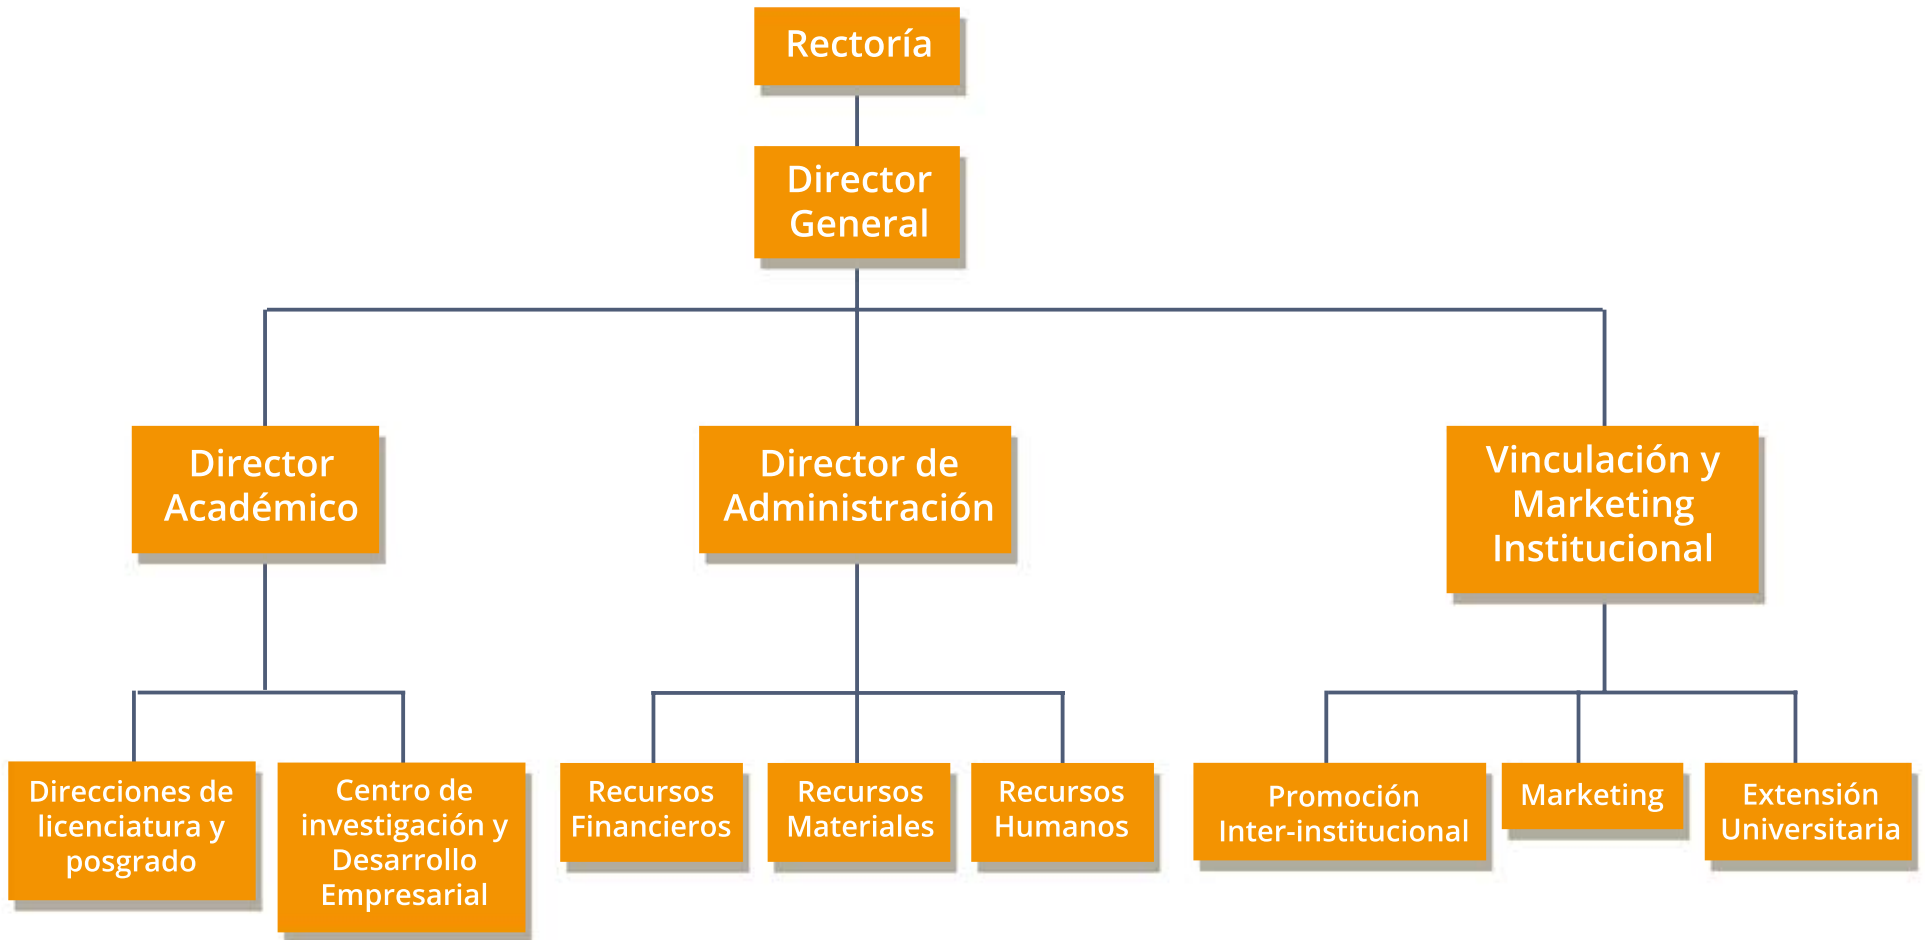 Rectoría
Director
General
Director
Académico
Director de
Administración
Vinculación y
Marketing
Institucional
Direcciones de
licenciatura y
posgrado
Centro de
investigación y
Desarrollo
Empresarial
Recursos
Financieros
Recursos
Materiales
Recursos
Humanos
Promoción
Inter-institucional
Marketing
Extensión
Universitaria